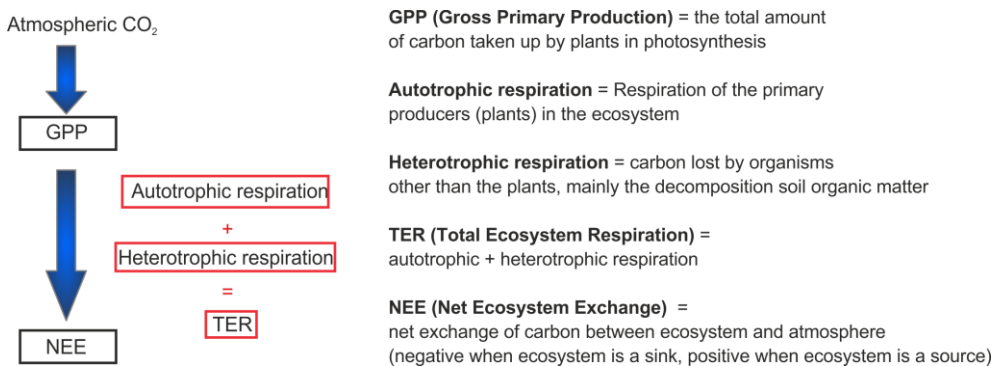 Atmospheric CO₂
GPP
Autotrophic respiration
+
Heterotrophic respiration
=
TER
NEE
GPP (Gross Primary Production) = the total amount
of carbon taken up by plants in photosynthesis
Autotrophic respiration = Respiration of the primary
producers (plants) in the ecosystem
Heterotrophic respiration = carbon lost by organisms
other than the plants, mainly the decomposition soil organic matter
TER (Total Ecosystem Respiration) =
autotrophic + heterotrophic respiration
NEE (Net Ecosystem Exchange) =
net exchange of carbon between ecosystem and atmosphere
(negative when ecosystem is a sink, positive when ecosystem is a source)